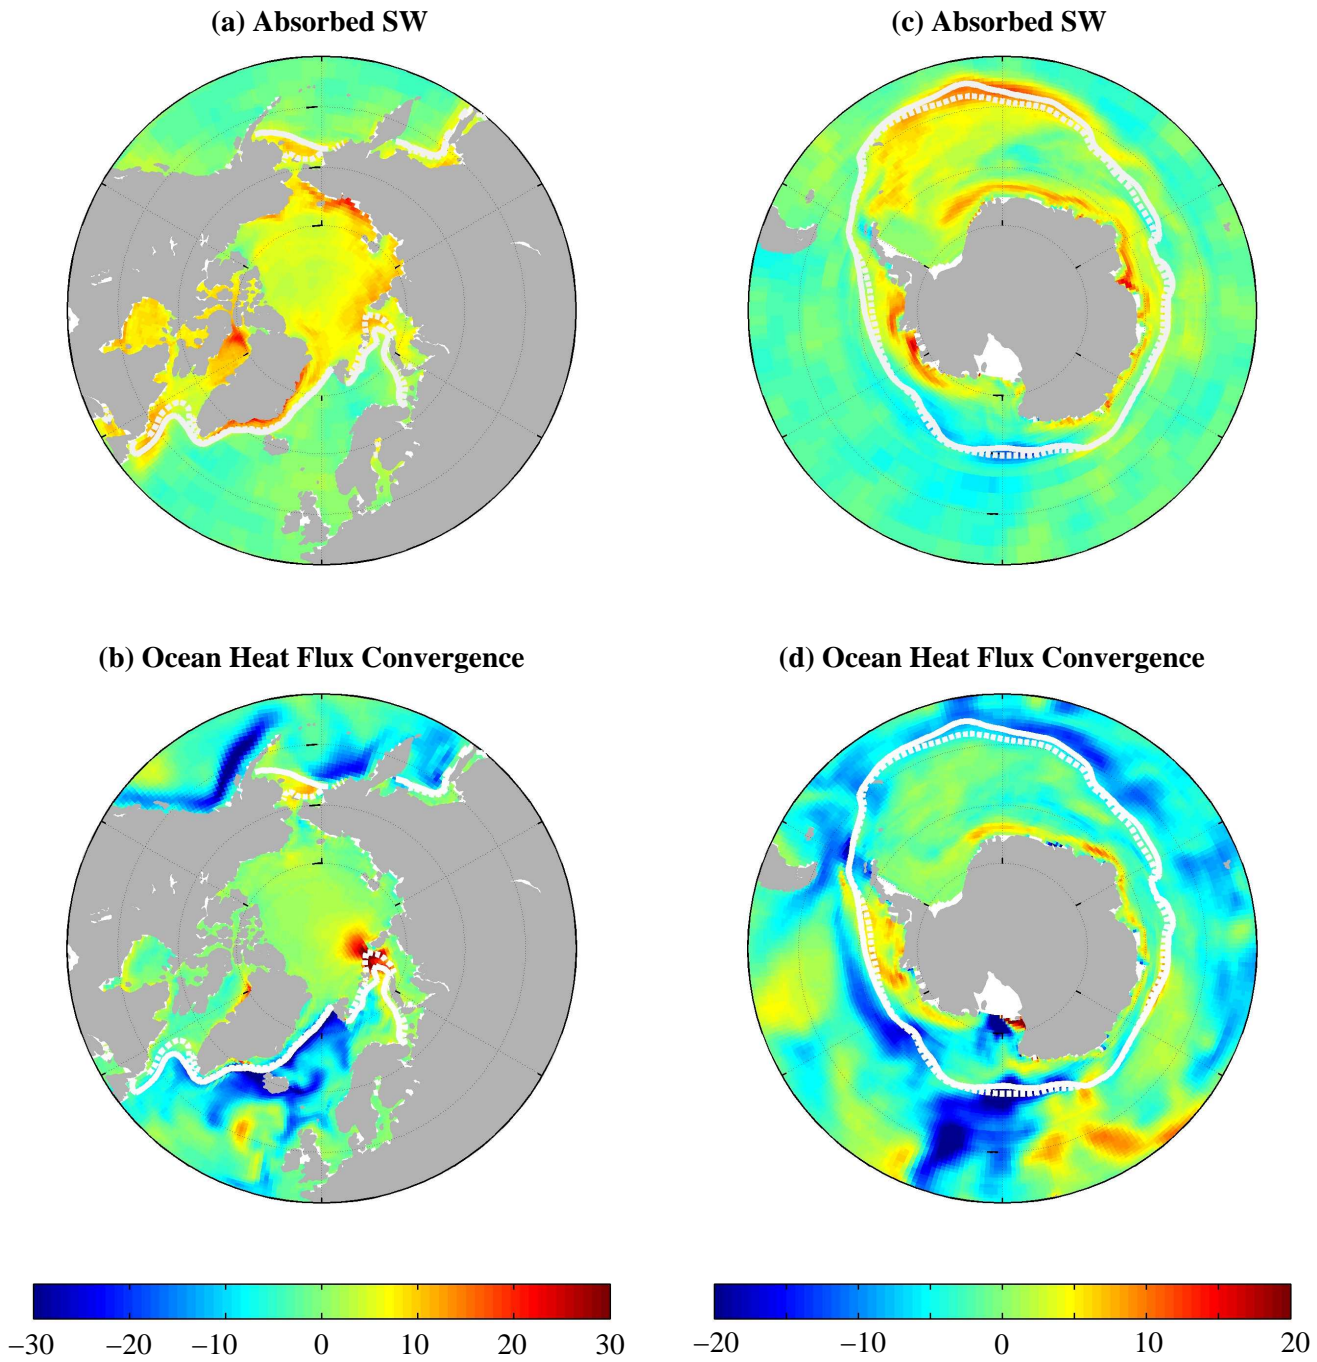 (a) Absorbed SW
(c) Absorbed SW
(b) Ocean Heat Flux Convergence
(d) Ocean Heat Flux Convergence
−30 −20 −10 0 10 20 30
−20 −10 0 10 20